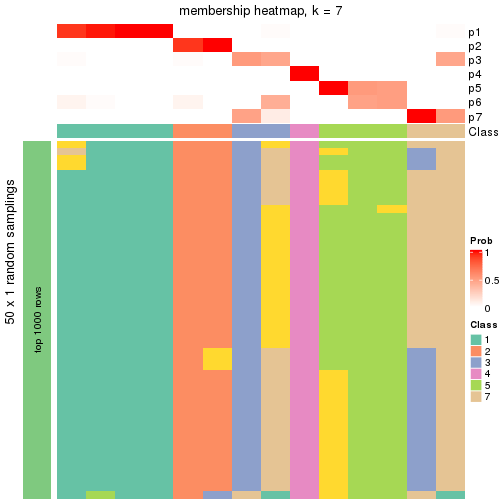 membership heatmap, k = 7
p1
p2
p3
p4
p5
p6
p7
Class
50 x 1 random samplings
top 1000 rows
Prob
1
0.5
0
Class
1
2
3
4
5
7